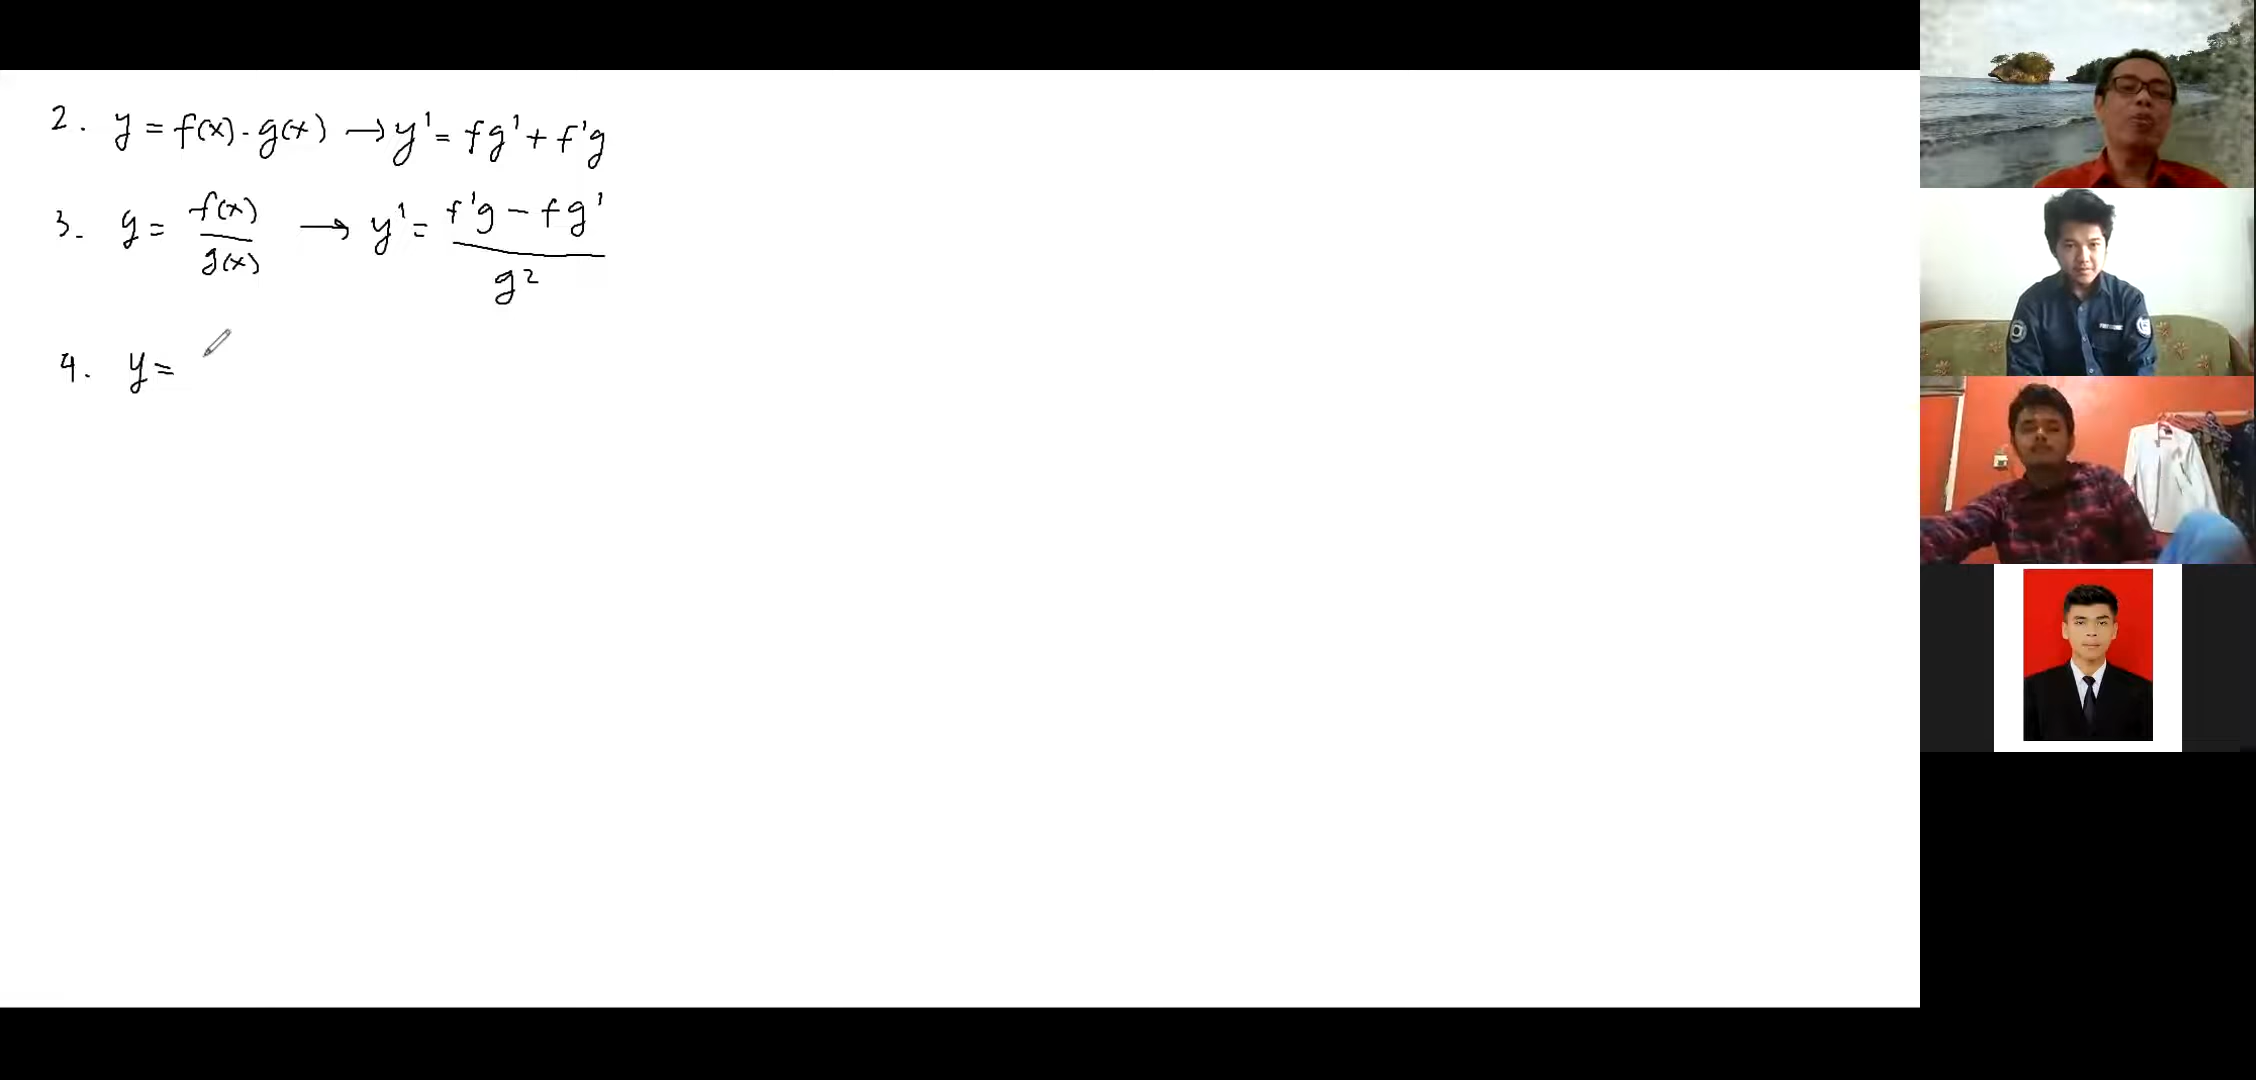 2. y = f(x) . g(x) → y' = fg' + f'g
3. y = f(x)/g(x) → y' = (f'g - fg')/g²
4. y =